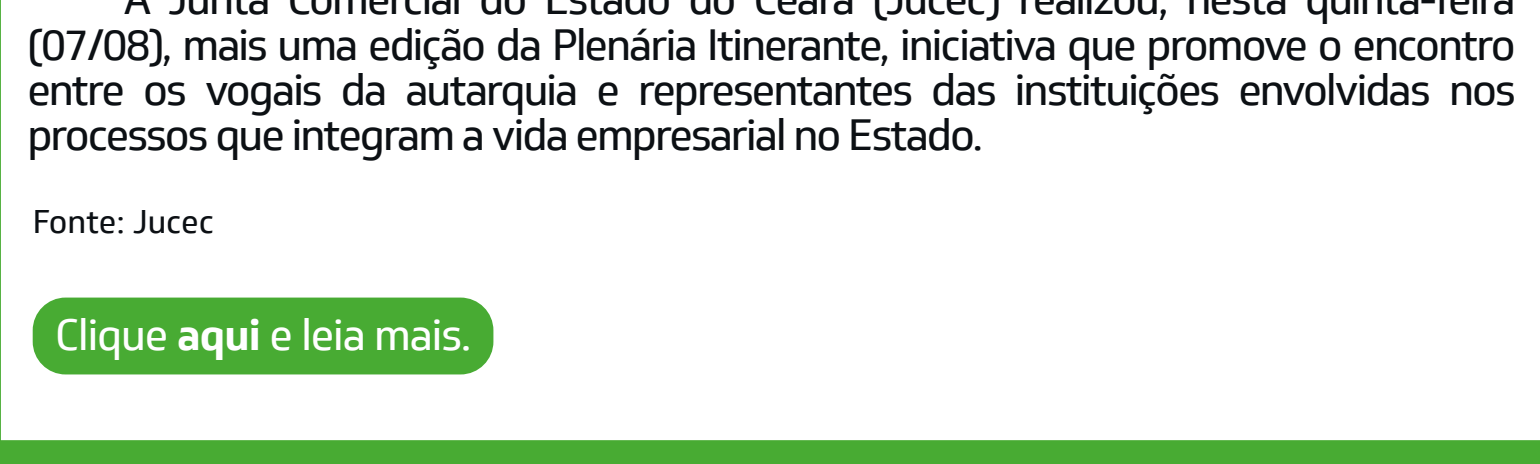 A Junta Comercial do Estado do Ceará (Jucec) realizou, nesta quinta-feira
(07/08), mais uma edição da Plenária Itinerante, iniciativa que promove o encontro
entre os vogais da autarquia e representantes das instituições envolvidas nos
processos que integram a vida empresarial no Estado.
Fonte: Jucec
Clique aqui e leia mais.